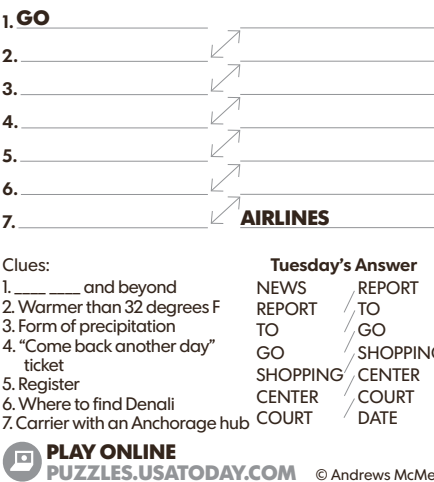 1. GO
2.
3.
4.
5.
6.
7. AIRLINES
Clues:
1. ____ ____ and beyond
2. Warmer than 32 degrees F
3. Form of precipitation
4. “Come back another day”
ticket
5. Register
6. Where to find Denali
7. Carrier with an Anchorage hub
Tuesday’s Answer
NEWS REPORT
REPORT TO
TO GO
GO SHOPPING
SHOPPING CENTER
CENTER COURT
COURT DATE
PLAY ONLINE
PUZZLES.USATODAY.COM © Andrews McMe